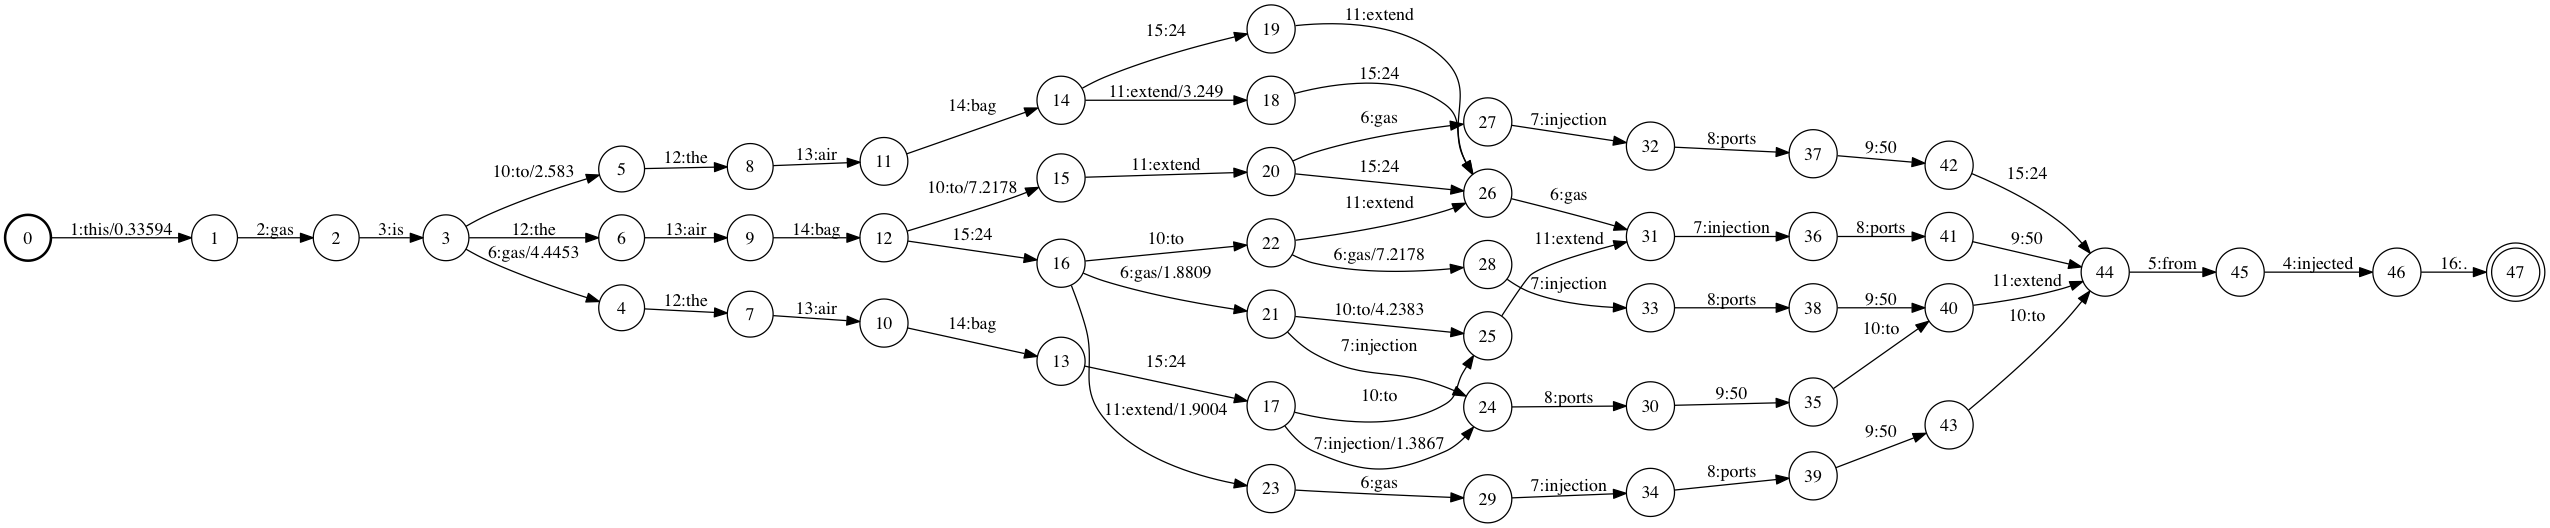 0
1:this/0.33594
1
2:gas
2
3:is
3
10:to/2.583
12:the
6:gas/4.4453
5
6
4
12:the
13:air
12:the
8
9
7
13:air
14:bag
13:air
11
12
10
14:bag
10:to/7.2178
15:24
14:bag
14
15
16
13
15:24
11:extend/3.249
11:extend
10:to
6:gas/1.8809
15:24
11:extend/1.9004
19
18
20
22
21
17
23
11:extend
15:24
6:gas
15:24
11:extend
6:gas/7.2178
10:to/4.2383
7:injection
10:to
7:injection/1.3867
6:gas
27
26
28
25
24
29
7:injection
6:gas
11:extend
7:injection
8:ports
7:injection
32
31
33
30
34
8:ports
7:injection
8:ports
9:50
8:ports
37
36
38
35
39
9:50
8:ports
9:50
10:to
9:50
42
41
40
43
15:24
9:50
11:extend
10:to
44
5:from
45
4:injected
46
16:.
47